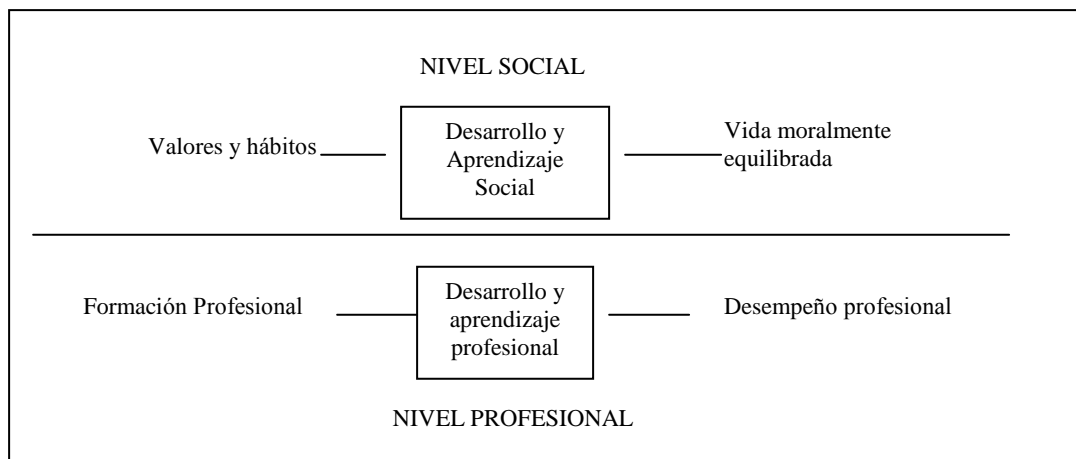 NIVEL SOCIAL
Valores y hábitos
Desarrollo y
Aprendizaje
Social
Vida moralmente
equilibrada
Formación Profesional
Desarrollo y
aprendizaje
profesional
Desempeño profesional
NIVEL PROFESIONAL